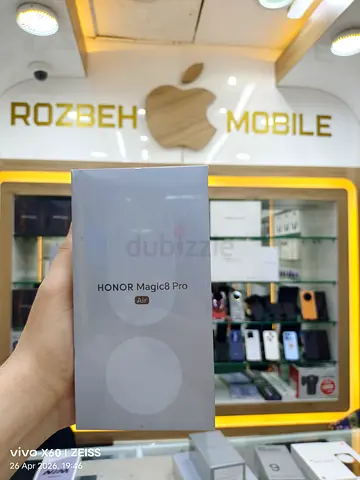 ROZBEH MOBILE
dubizzle
HONOR Magic8 Pro
Air
vivo X60 | ZEISS
26 Apr 2026, 19:46